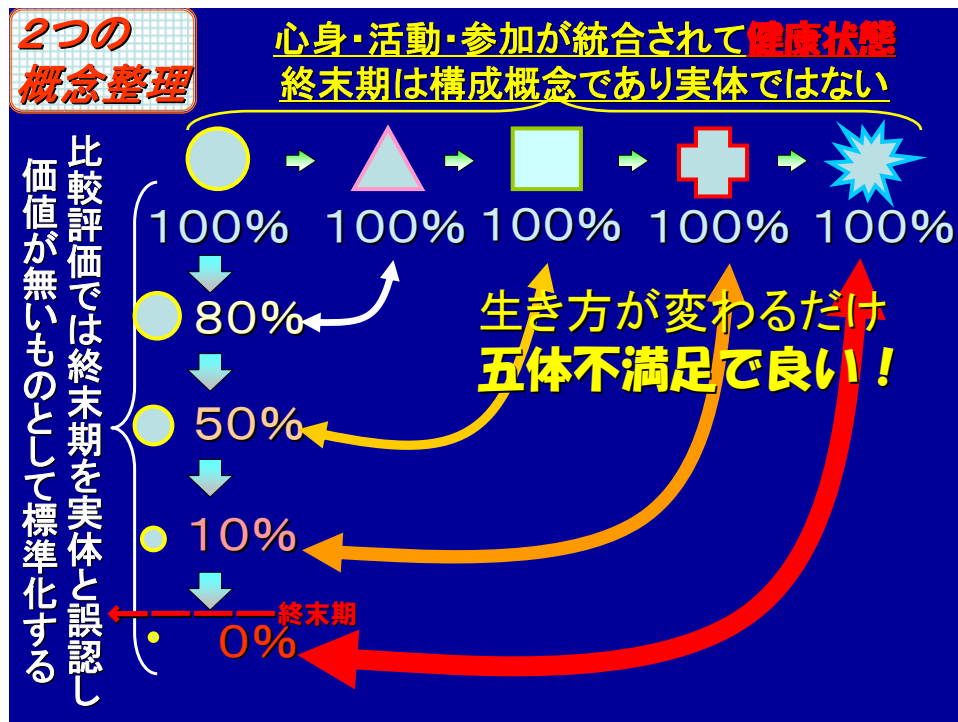 2つの
概念整理
心身・活動・参加が統合されて健康状態
終末期は構成概念であり実体ではない
比較評価では終末期を実体と誤認し
価値が無いものとして標準化する
100%
100%
100%
100%
100%
80%
生き方が変わるだけ
五体不満足で良い！
50%
10%
終末期
0%